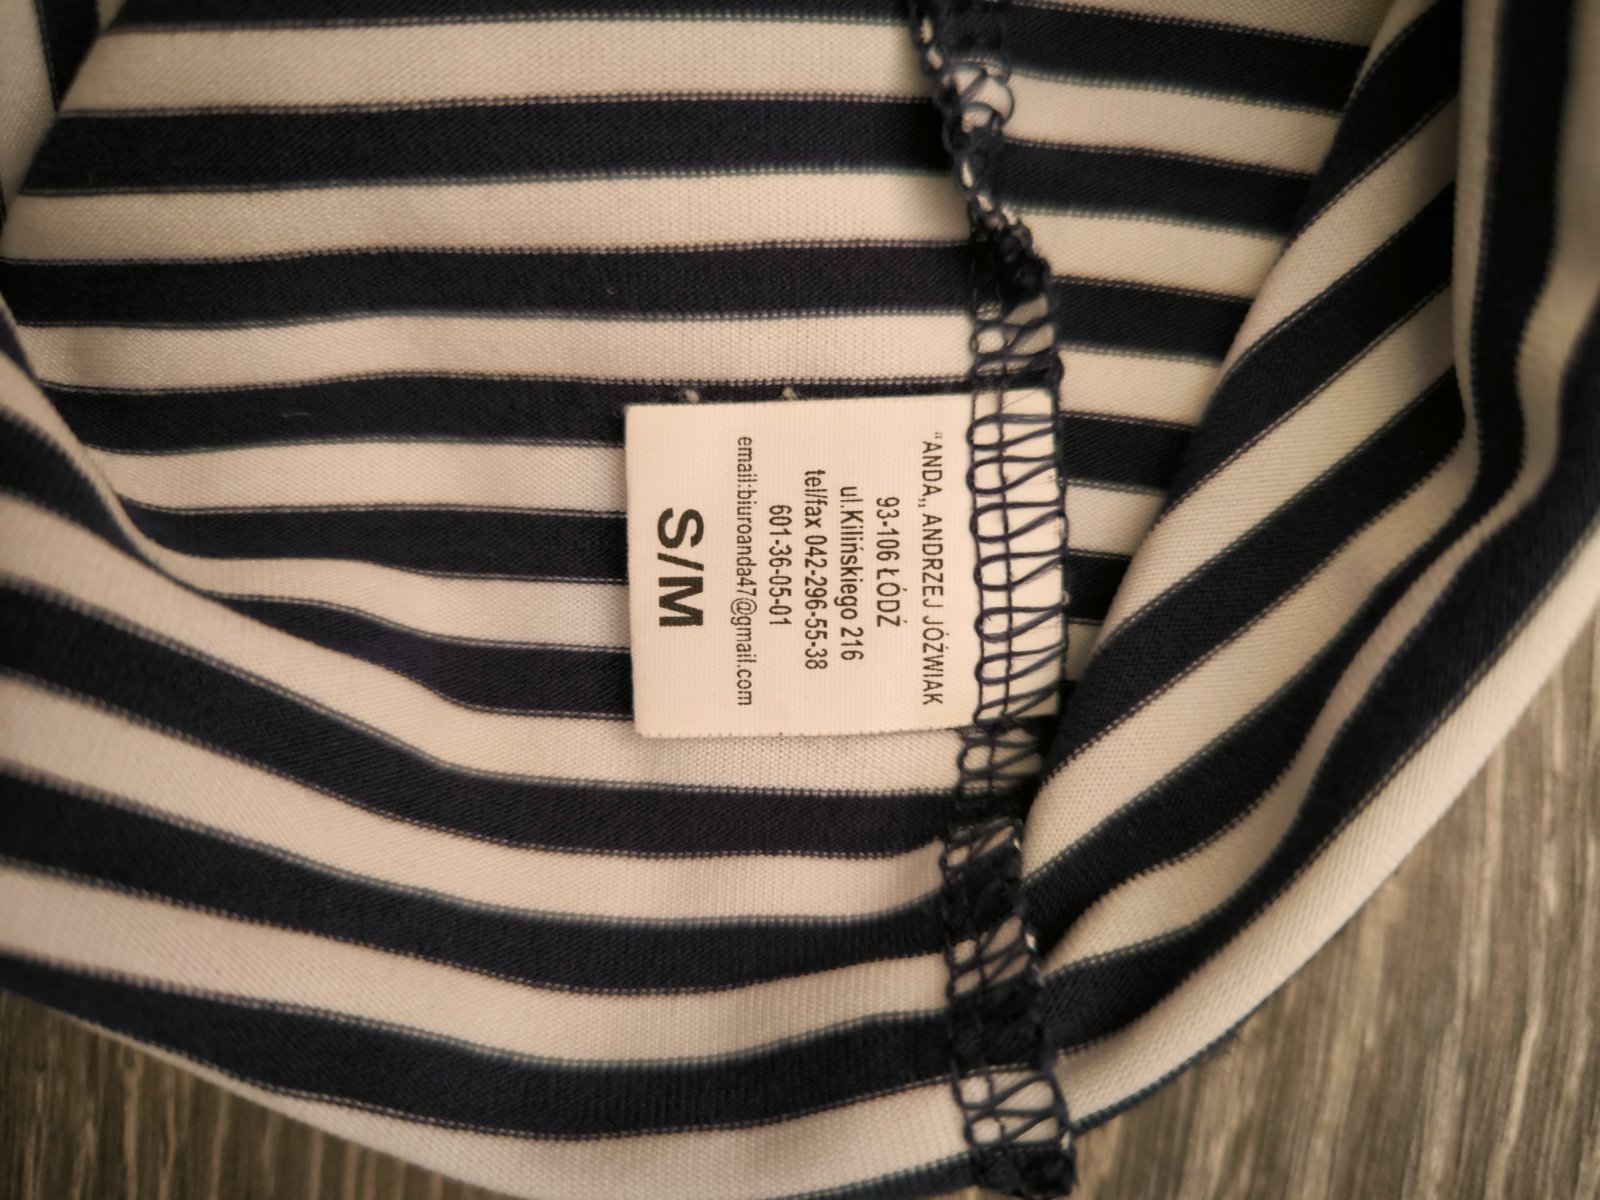 "ANDA,, ANDRZEJ JÓŹWIAK
93-106 ŁÓDŹ
ul.Kilińskiego 216
tel/fax 042-296-55-38
601-36-05-01
email:biuroanda47@gmail.com
S/M